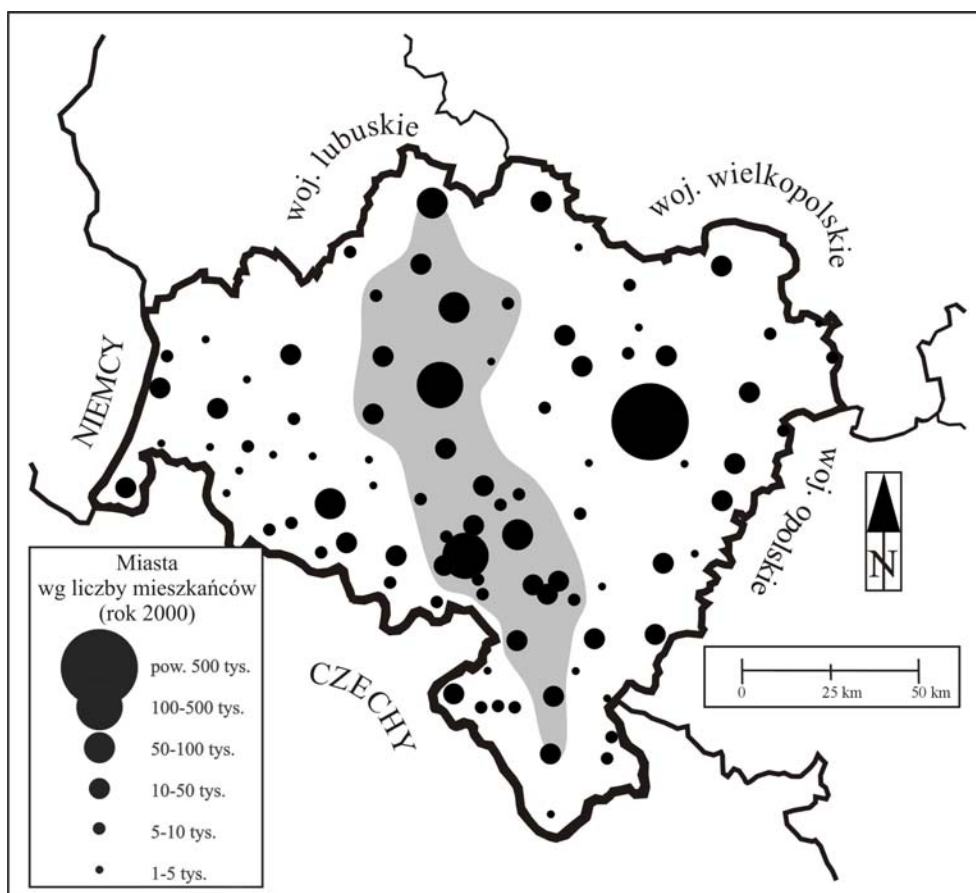 woj. lubuskie
woj. wielkopolskie
NIEMCY
woj. opolskie
N
CZECHY
Miasta
wg liczby mieszkańców
(rok 2000)
pow. 500 tys.
100-500 tys.
50-100 tys.
10-50 tys.
5-10 tys.
1-5 tys.
0 25 km 50 km